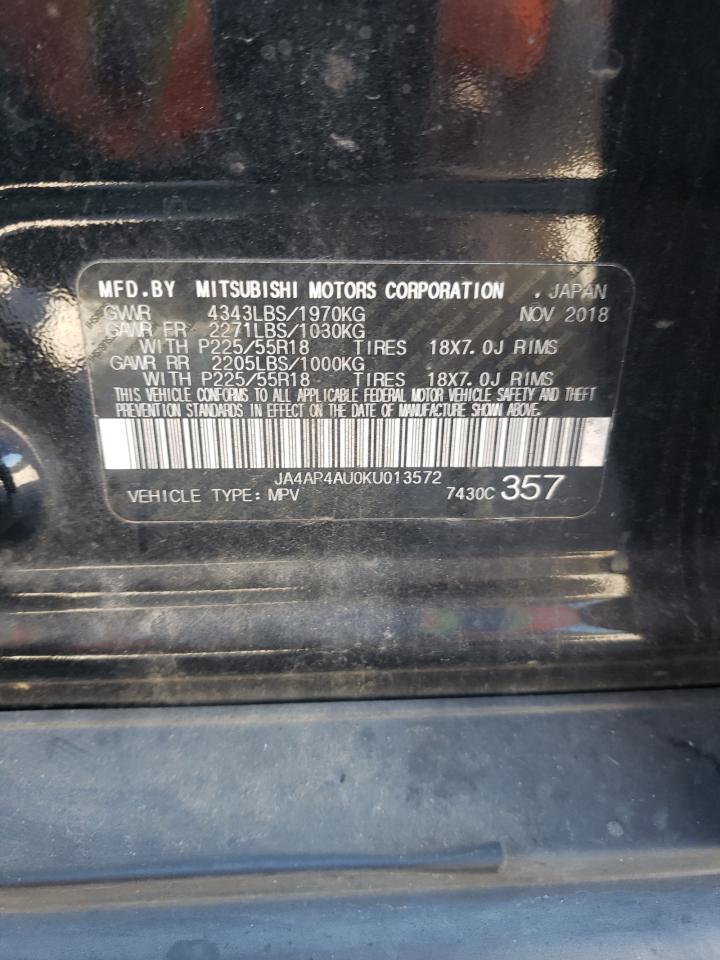 MFD.BY MITSUBISHI MOTORS CORPORATION , JAPAN
GVWR 4343LBS/1970KG NOV 2018
GAWR FR 2271LBS/1030KG
WITH P225/55R18 TIRES 18X7.0J RIMS
GAWR RR 2205LBS/1000KG
WITH P225/55R18 TIRES 18X7.0J RIMS
THIS VEHICLE CONFORMS TO ALL APPLICABLE FEDERAL MOTOR VEHICLE SAFETY AND THEFT
PREVENTION STANDARDS IN EFFECT ON THE DATE OF MANUFACTURE SHOWN ABOVE.
JA4AP4AU0KU013572
VEHICLE TYPE: MPV 7430C 357